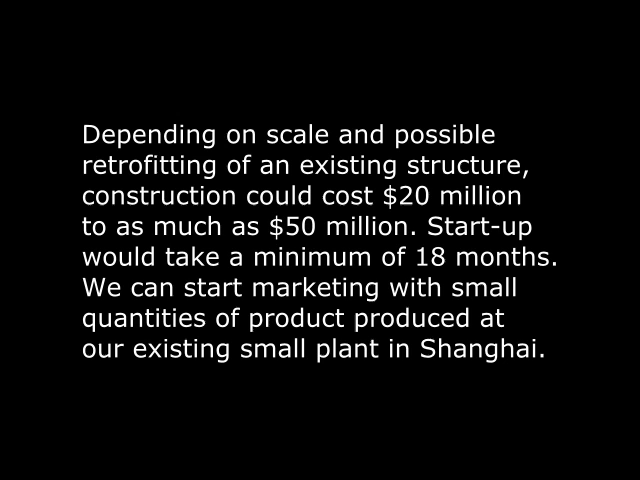 Depending on scale and possible
retrofitting of an existing structure,
construction could cost $20 million
to as much as $50 million. Start-up
would take a minimum of 18 months.
We can start marketing with small
quantities of product produced at
our existing small plant in Shanghai.